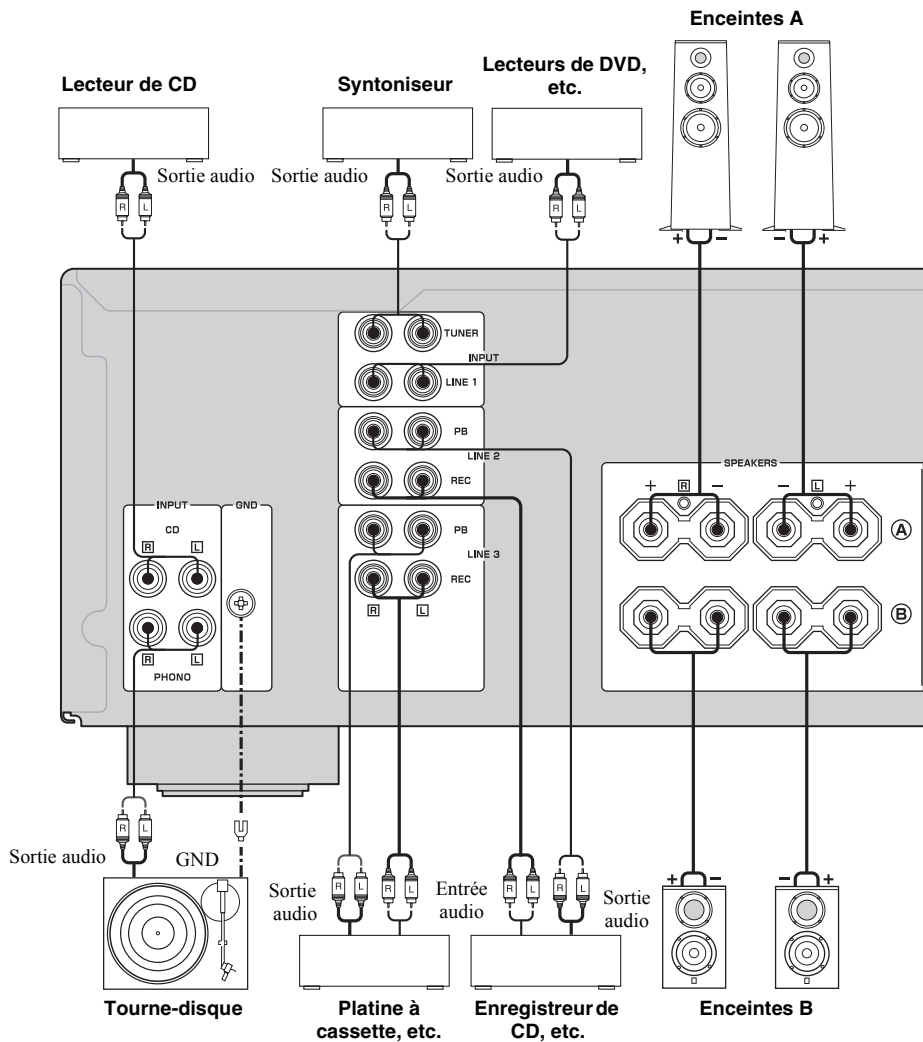 Enceintes A
Lecteur de CD
Syntoniseur
Lecteurs de DVD,
etc.
Sortie audio
Sortie audio
Sortie audio
R L
R L
R L
+ − − +
TUNER
INPUT
LINE 1
PB
LINE 2
REC
PB
LINE 3
REC
R L
SPEAKERS
+ R − − L +
A
B
INPUT
GND
CD
R L
R L
PHONO
R L
Sortie audio
GND
Sortie
audio
R L
R L
Entrée
audio
R L
R L
Sortie
audio
+ − − +
Tourne-disque
Platine à
cassette, etc.
Enregistreur de
CD, etc.
Enceintes B